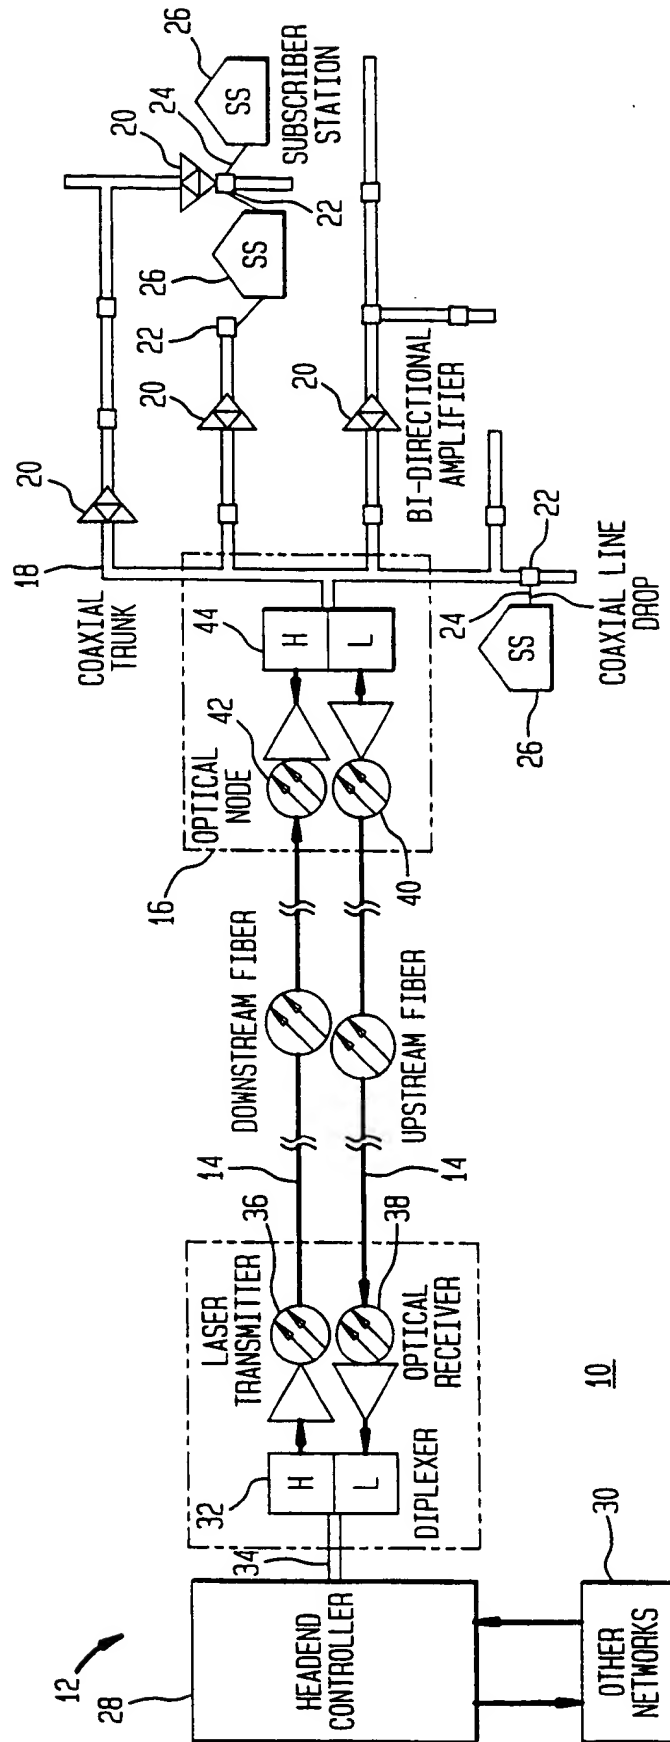 12
28
HEADEND
CONTROLLER
34
OTHER
NETWORKS
30
10
32
H
L
DIPLEXER
LASER
TRANSMITTER
36
38
OPTICAL
RECEIVER
14
14
DOWNSTREAM FIBER
UPSTREAM FIBER
16
OPTICAL
NODE
42
40
44
H
L
COAXIAL
TRUNK
18
20
20
22
26
SS
20
22
24
26
SS
SUBSCRIBER
STATION
20
BI-DIRECTIONAL
AMPLIFIER
22
24
SS
26
COAXIAL LINE
DROP